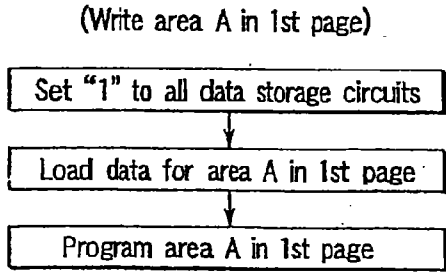 (Write area A in 1st page)
Set “1” to all data storage circuits
Load data for area A in 1st page
Program area A in 1st page